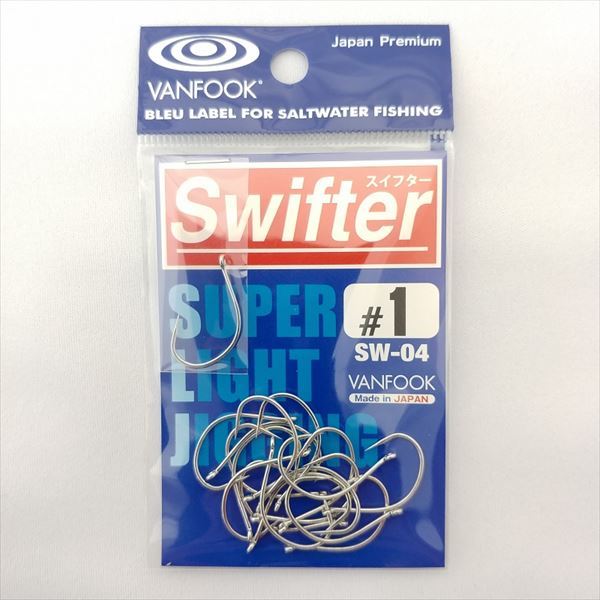 Japan Premium
VANFOOK®
BLEU LABEL FOR SALTWATER FISHING
スイフター
Swifter
SUPER
LIGHT
JIGGING
#1
SW-04
VANFOOK
Made in JAPAN